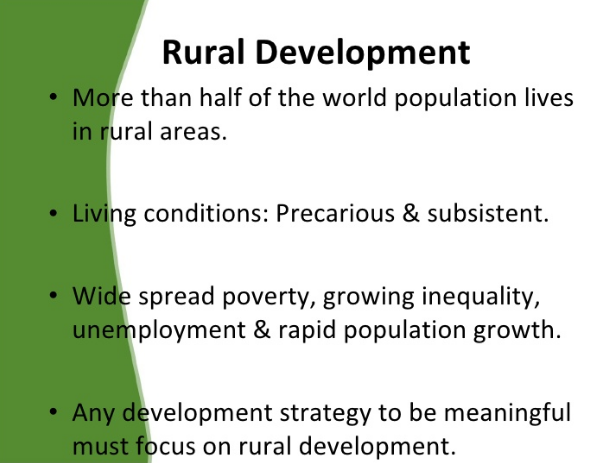 Rural Development
• More than half of the world population lives
in rural areas.
• Living conditions: Precarious & subsistent.
• Wide spread poverty, growing inequality,
unemployment & rapid population growth.
• Any development strategy to be meaningful
must focus on rural development.